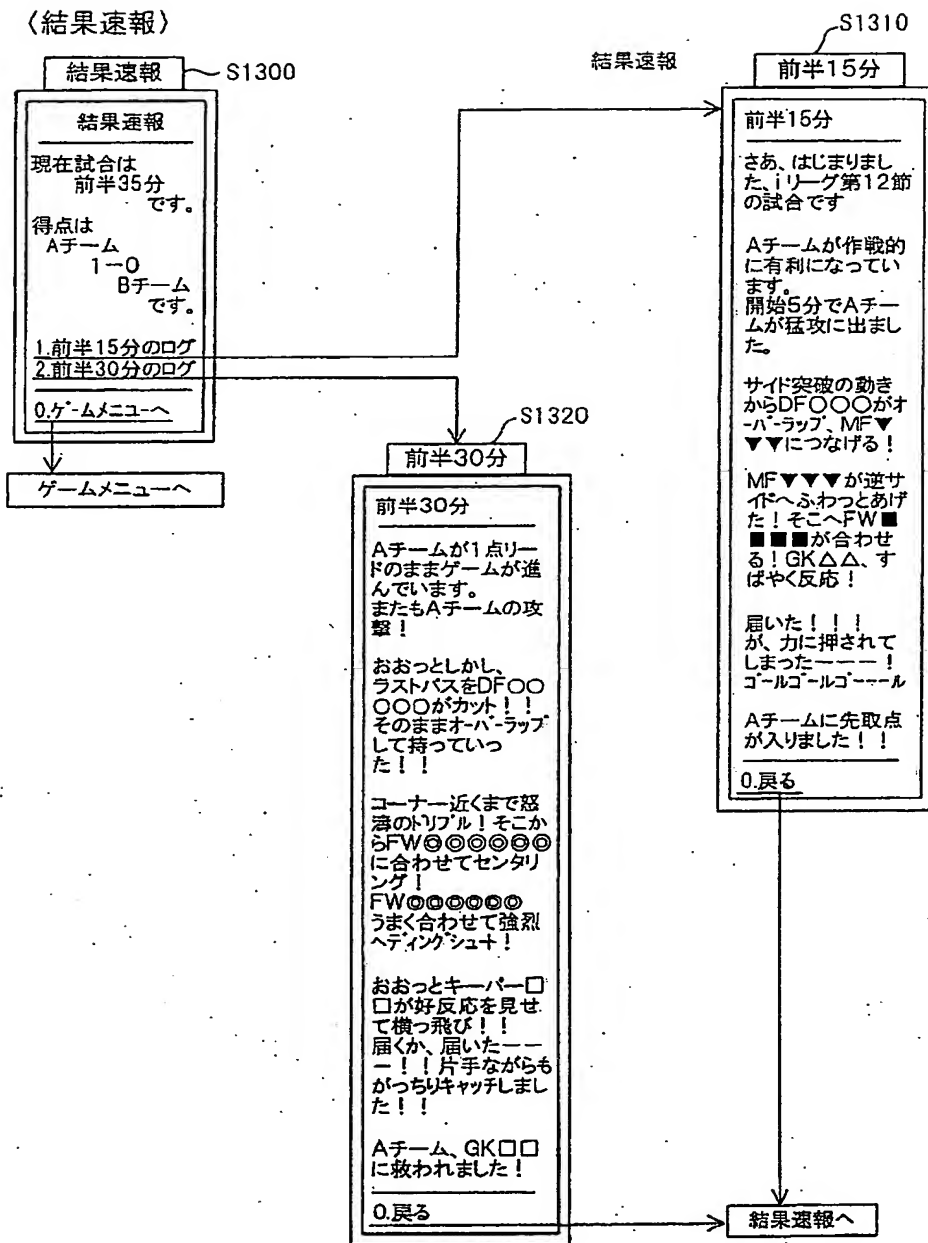 〈結果速報〉
結果速報
S1300
結果速報
現在試合は
前半35分
です。
得点は
Aチーム
1ー0
Bチーム
です。
1.前半15分のログ
2.前半30分のログ
0.ゲームメニューへ
ゲームメニューへ
結果速報
S1310
前半15分
前半15分
さあ、はじまりまし
た、iリーグ第12節
の試合です
Aチームが作戦的
に有利になってい
ます。
開始5分でAチー
ムが猛攻に出まし
た。
サイド突破の動き
からDF○○○がオ
ーバーラップ、MF▼
▼▼につなげる!
MF▼▼▼が逆サ
イドへふわっとあげ
た!そこへFW■
■■■が合わせ
る!GK△△、す
ばやく反応!
届いた!!!
が、力に押されて
しまったーーー!
ゴールゴールゴーーール
Aチームに先取点
が入りました!!
0.戻る
S1320
前半30分
前半30分
Aチームが1点リー
ドのままゲームが進
んでいます。
またもAチームの攻
撃!
おおっとしかし、
ラストパスをDF○○
○○○がカット!!
そのままオーバーラップ
して持っていっ
た!!
コーナー近くまで怒
濤のトリブル!そこか
らFW◎◎◎◎◎◎
に合わせてセンタリ
ング!
FW◎◎◎◎◎◎
うまく合わせて強烈
ヘディングシュート!
おおっとキーパー□
□が好反応を見せ
て横っ飛び!!
届くか、届いたーー
ー!!片手ながらも
がっちりキャッチしまし
た!!
Aチーム、GK□□
に救われました!
0.戻る
結果速報へ